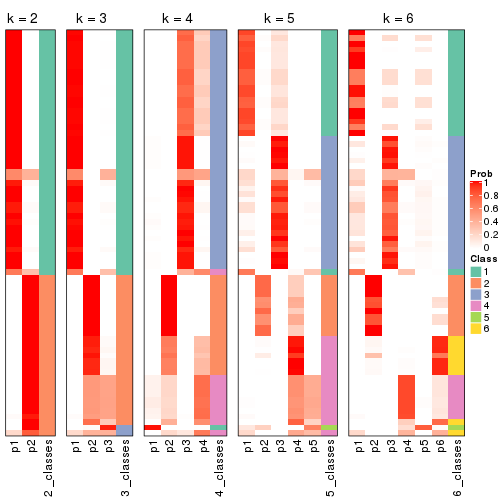 k = 2
k = 3
k = 4
k = 5
k = 6
p1
p2
2_classes
p1
p2
p3
3_classes
p1
p2
p3
p4
4_classes
p1
p2
p3
p4
p5
5_classes
p1
p2
p3
p4
p5
p6
6_classes
Prob
1
0.8
0.6
0.4
0.2
0
Class
1
2
3
4
5
6